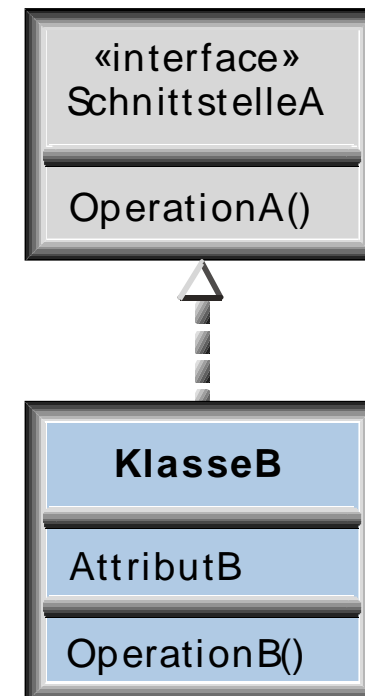 «interface»
SchnittstelleA
OperationA()
KlasseB
AttributB
OperationB()